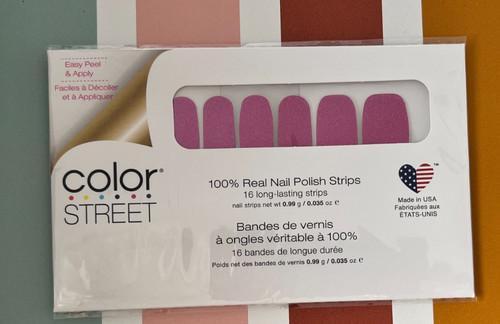 Easy Peel
& Apply
Faciles à Décoller
et à Appliquer
color®
STREET
100% Real Nail Polish Strips
16 long-lasting strips
nail strips net wt 0.99 g / 0.035 oz ℮
Bandes de vernis
à ongles véritable à 100%
16 bandes de longue durée
Poids net des bandes de vernis 0.99 g / 0.035 oz ℮
TM
Made in USA
Fabriquées aux
ÉTATS-UNIS